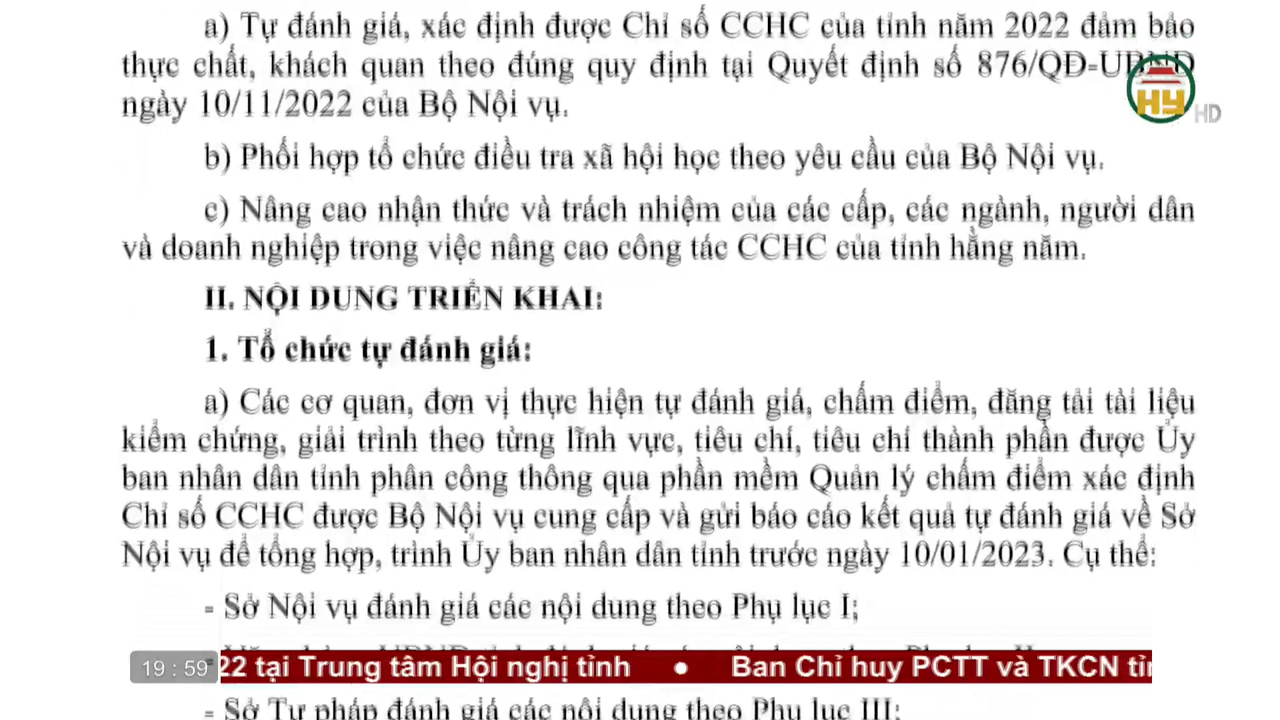 a) Tự đánh giá, xác định được Chỉ số CCHC của tỉnh năm 2022 đảm bảo
thực chất, khách quan theo đúng quy định tại Quyết định số 876/QĐ-UBND
HY HD
ngày 10/11/2022 của Bộ Nội vụ.
b) Phối hợp tổ chức điều tra xã hội học theo yêu cầu của Bộ Nội vụ.
c) Nâng cao nhận thức và trách nhiệm của các cấp, các ngành, người dân
và doanh nghiệp trong việc nâng cao công tác CCHC của tỉnh hằng năm.
II. NỘI DUNG TRIỂN KHAI:
1. Tổ chức tự đánh giá:
a) Các cơ quan, đơn vị thực hiện tự đánh giá, chấm điểm, đăng tải tài liệu
kiểm chứng, giải trình theo từng lĩnh vực, tiêu chí, tiêu chí thành phần được Ủy
ban nhân dân tỉnh phân công thông qua phần mềm Quản lý chấm điểm xác định
Chỉ số CCHC được Bộ Nội vụ cung cấp và gửi báo cáo kết quả tự đánh giá về Sở
Nội vụ để tổng hợp, trình Ủy ban nhân dân tỉnh trước ngày 10/01/2023. Cụ thể:
- Sở Nội vụ đánh giá các nội dung theo Phụ lục I;
19:59 22 tại Trung tâm Hội nghị tỉnh • Ban Chỉ huy PCTT và TKCN tỉn
- Sở Tư pháp đánh giá các nội dung theo Phụ lục III;